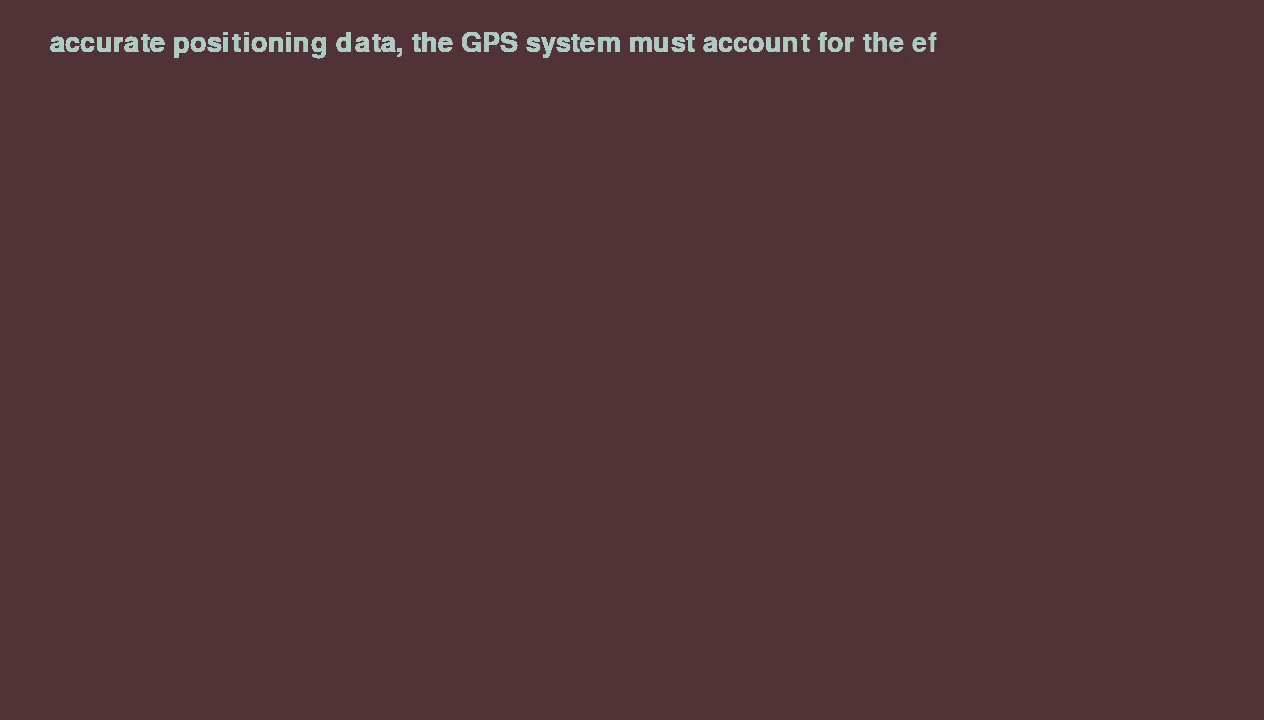 accurate positioning data, the GPS system must account for the ef